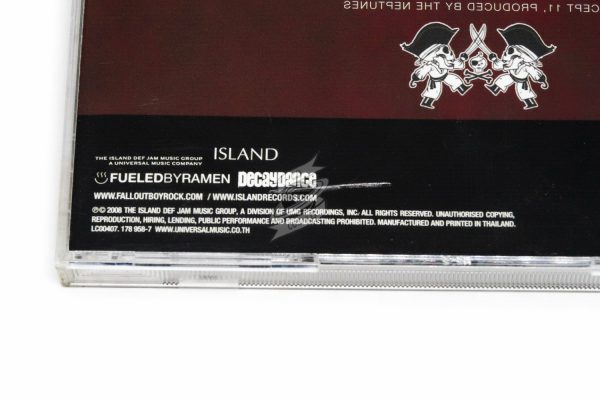 CEPT 11, PRODUCED BY THE NEPTUNES
THE ISLAND DEF JAM MUSIC GROUP
A UNIVERSAL MUSIC COMPANY
ISLAND
FUELEDBYRAMEN DECAYDANCE
WWW.FALLOUTBOYROCK.COM / WWW.ISLANDRECORDS.COM
℗© 2008 THE ISLAND DEF JAM MUSIC GROUP, A DIVISION OF UMG RECORDINGS, INC. ALL RIGHTS RESERVED. UNAUTHORISED COPYING,
REPRODUCTION, HIRING, LENDING, PUBLIC PERFORMANCE AND BROADCASTING PROHIBITED. MANUFACTURED AND PRINTED IN THAILAND.
LC00407. 178 958-7 WWW.UNIVERSALMUSIC.CO.TH